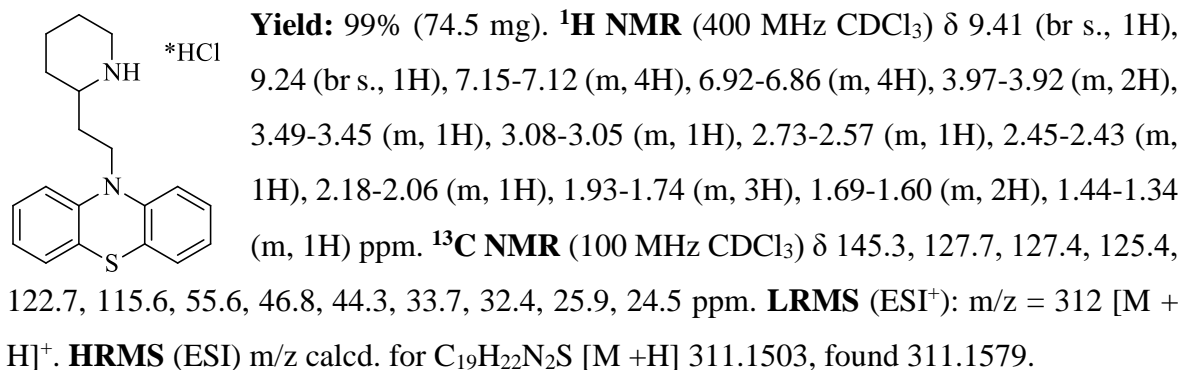 NH
*HCl
N
S
Yield: 99% (74.5 mg). ¹H NMR (400 MHz CDCl₃) δ 9.41 (br s., 1H),
9.24 (br s., 1H), 7.15-7.12 (m, 4H), 6.92-6.86 (m, 4H), 3.97-3.92 (m, 2H),
3.49-3.45 (m, 1H), 3.08-3.05 (m, 1H), 2.73-2.57 (m, 1H), 2.45-2.43 (m,
1H), 2.18-2.06 (m, 1H), 1.93-1.74 (m, 3H), 1.69-1.60 (m, 2H), 1.44-1.34
(m, 1H) ppm. ¹³C NMR (100 MHz CDCl₃) δ 145.3, 127.7, 127.4, 125.4,
122.7, 115.6, 55.6, 46.8, 44.3, 33.7, 32.4, 25.9, 24.5 ppm. LRMS (ESI⁺): m/z = 312 [M +
H]⁺. HRMS (ESI) m/z calcd. for C₁₉H₂₂N₂S [M +H] 311.1503, found 311.1579.